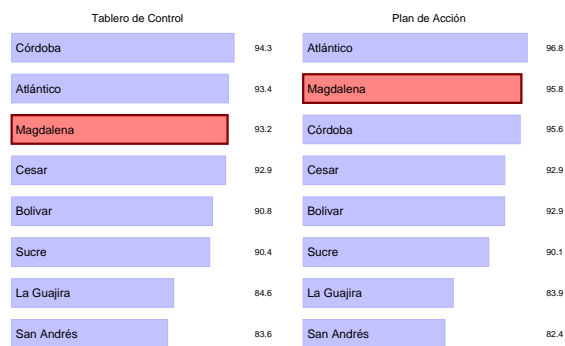 Tablero de Control
Córdoba 94.3
Atlántico 93.4
Magdalena 93.2
Cesar 92.9
Bolivar 90.8
Sucre 90.4
La Guajira 84.6
San Andrés 83.6
Plan de Acción
Atlántico 96.8
Magdalena 95.8
Córdoba 95.6
Cesar 92.9
Bolivar 92.9
Sucre 90.1
La Guajira 83.9
San Andrés 82.4